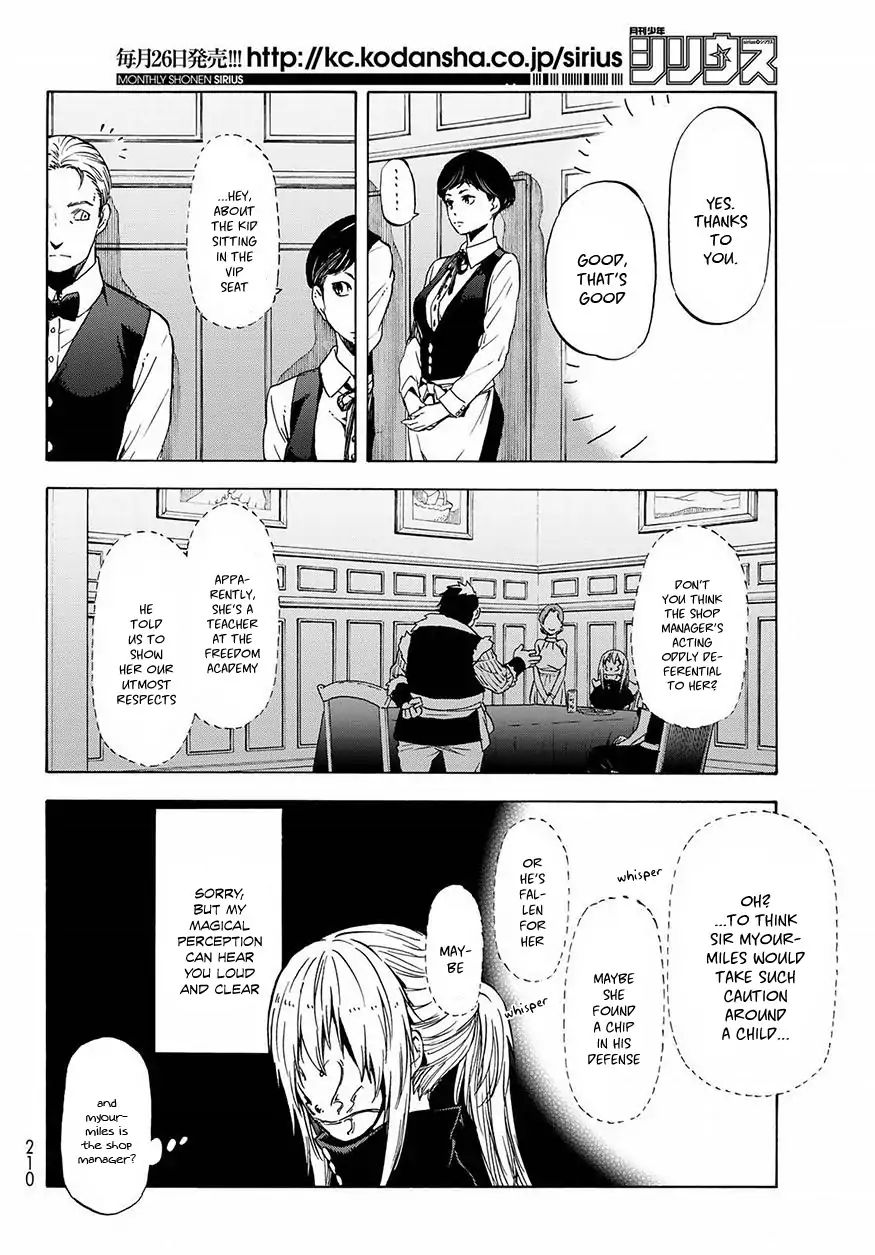 毎月26日発売!!! http://kc.kodansha.co.jp/sirius
MONTHLY SHONEN SIRIUS
月刊少年
シリウス
YES.
THANKS
TO
YOU.
GOOD,
THAT'S
GOOD
......
...HEY,
ABOUT
THE KID
SITTING
IN THE
VIP
SEAT
DON'T
YOU THINK
THE SHOP
MANAGER'S
ACTING
ODDLY DE-
FERENTIAL
TO HER?
APPA-
RENTLY,
SHE'S A
TEACHER
AT THE
FREEDOM
ACADEMY
HE
TOLD
US TO
SHOW
HER OUR
UTMOST
RESPECTS
OH?
...TO THINK
SIR MYOUR-
MILES WOULD
TAKE SUCH
CAUTION
AROUND
A CHILD...
whisper
MAYBE
SHE
FOUND
A CHIP
IN HIS
DEFENSE
OR
HE'S
FAL-
LEN
FOR
HER
whisper
MAY-
BE
SORRY,
BUT MY
MAGICAL
PERCEPTION
CAN HEAR
YOU LOUD
AND CLEAR
and
myour-
miles is
the shop
manager?
210